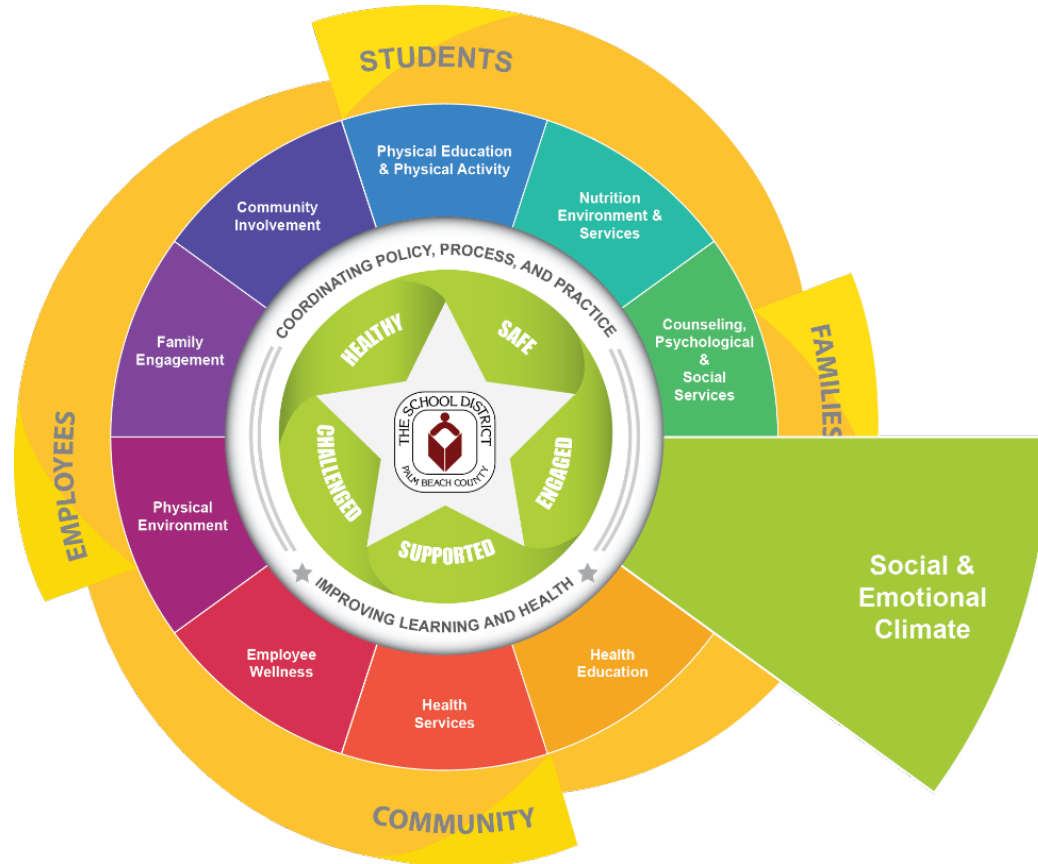 STUDENTS
Physical Education
& Physical Activity
Nutrition
Environment &
Services
Counseling,
Psychological
&
Social
Services
FAMILIES
Social &
Emotional
Climate
Health
Education
Health
Services
COMMUNITY
Employee
Wellness
Physical
Environment
EMPLOYEES
Family
Engagement
Community
Involvement
COORDINATING POLICY, PROCESS, AND PRACTICE
IMPROVING LEARNING AND HEALTH
HEALTHY
SAFE
ENGAGED
SUPPORTED
CHALLENGED
THE SCHOOL DISTRICT
PALM BEACH COUNTY